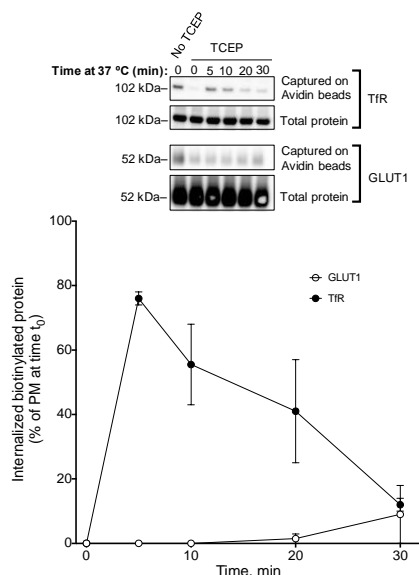 No TCEP
TCEP
Time at 37 ºC (min): 0 0 5 10 20 30
102 kDa–
Captured on
Avidin beads
102 kDa–
Total protein
TfR
52 kDa–
Captured on
Avidin beads
52 kDa–
Total protein
GLUT1
100
80
60
40
20
0
Internalized biotinylated protein
(% of PM at time t0)
GLUT1
TfR
0 10 20 30
Time, min